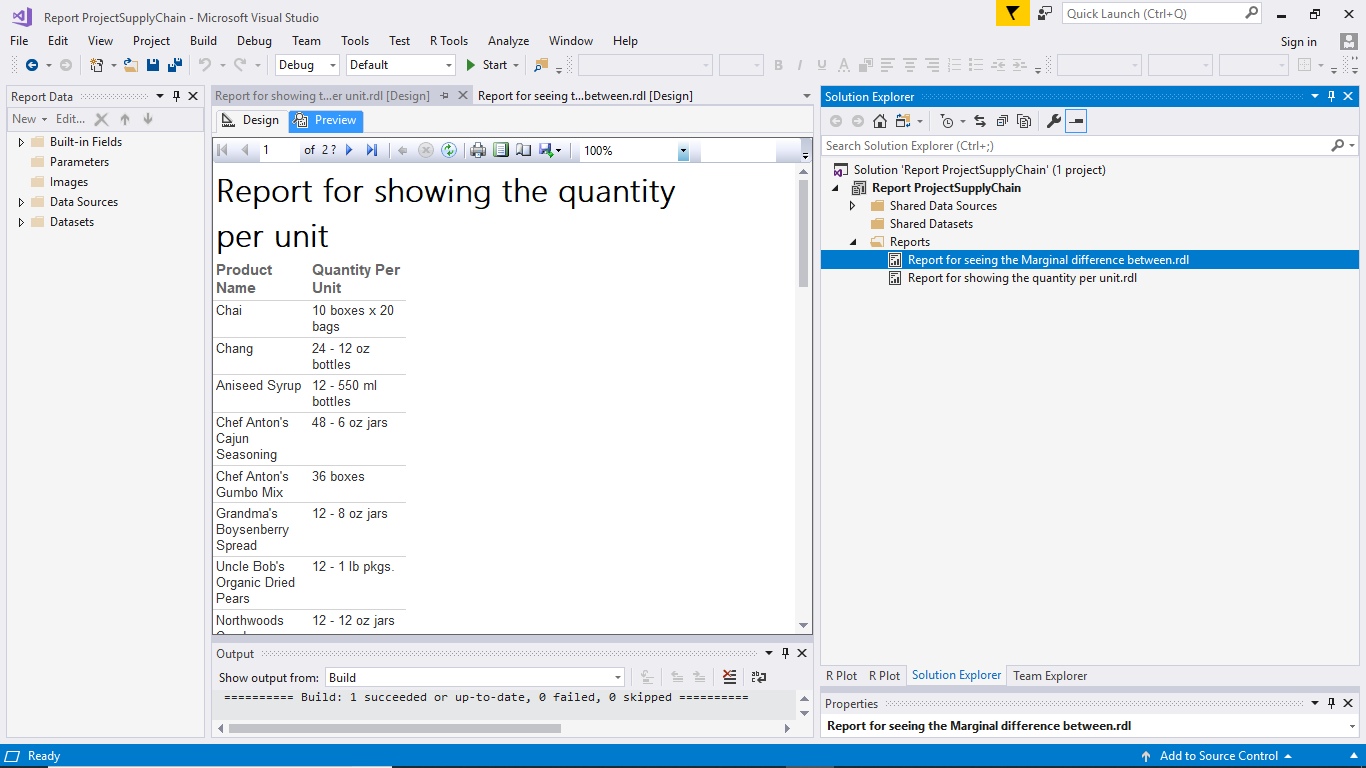 Report ProjectSupplyChain - Microsoft Visual Studio
Quick Launch (Ctrl+Q)
File Edit View Project Build Debug Team Tools Test R Tools Analyze Window Help
Sign in
Debug Default Start
Report Data
New Edit...
Built-in Fields
Parameters
Images
Data Sources
Datasets
Report for showing t...er unit.rdl [Design]
Report for seeing t...between.rdl [Design]
Design Preview
1 of 2 ? 100%
Report for showing the quantity
per unit
Product Name
Quantity Per Unit
Chai
10 boxes x 20 bags
Chang
24 - 12 oz bottles
Aniseed Syrup
12 - 550 ml bottles
Chef Anton's Cajun Seasoning
48 - 6 oz jars
Chef Anton's Gumbo Mix
36 boxes
Grandma's Boysenberry Spread
12 - 8 oz jars
Uncle Bob's Organic Dried Pears
12 - 1 lb pkgs.
Northwoods
12 - 12 oz jars
Output
Show output from: Build
========== Build: 1 succeeded or up-to-date, 0 failed, 0 skipped ==========
Solution Explorer
Search Solution Explorer (Ctrl+;)
Solution 'Report ProjectSupplyChain' (1 project)
Report ProjectSupplyChain
Shared Data Sources
Shared Datasets
Reports
Report for seeing the Marginal difference between.rdl
Report for showing the quantity per unit.rdl
R Plot R Plot Solution Explorer Team Explorer
Properties
Report for seeing the Marginal difference between.rdl
Ready
Add to Source Control